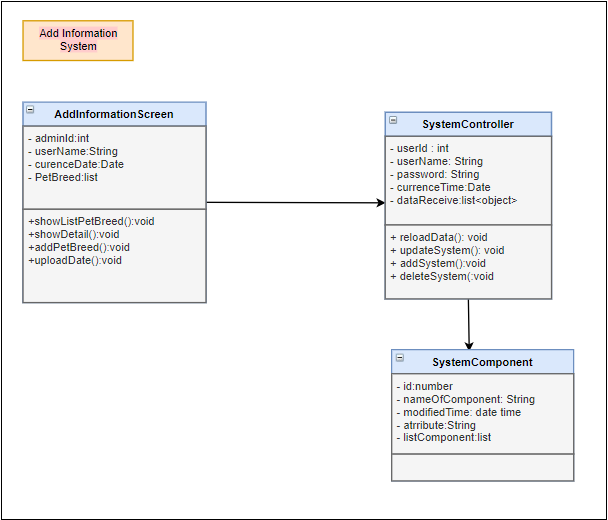 Add Information
System
AddInformationScreen
- adminId:int
- userName:String
- curenceDate:Date
- PetBreed:list
+showListPetBreed():void
+showDetail():void
+addPetBreed():void
+uploadDate():void
SystemController
- userId : int
- userName: String
- password: String
- currenceTime:Date
- dataReceive:list<object>
+ reloadData(): void
+ updateSystem(): void
+ addSystem():void
+ deleteSystem(:void
SystemComponent
- id:number
- nameOfComponent: String
- modifiedTime: date time
- atrribute:String
- listComponent:list